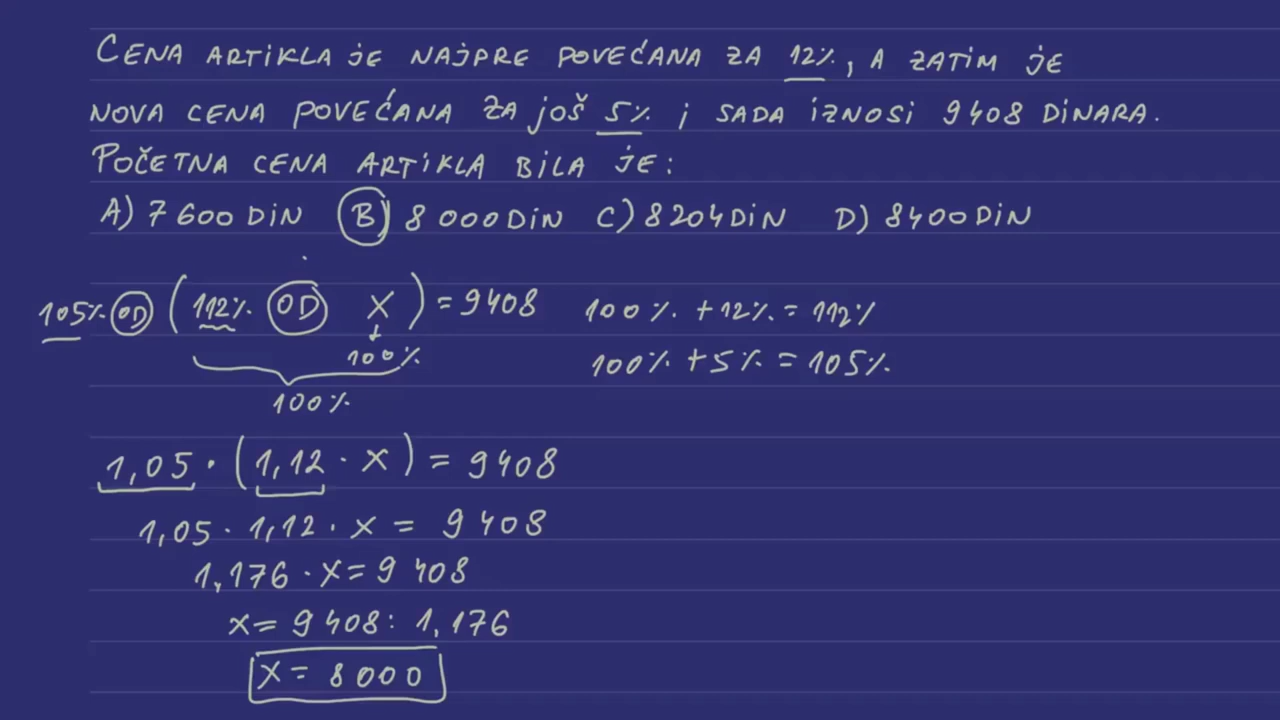 CENA ARTIKLA JE NAJPRE POVEĆANA ZA 12%, A ZATIM JE
NOVA CENA POVEĆANA ZA JOŠ 5% I SADA IZNOSI 9408 DINARA.
POČETNA CENA ARTIKLA BILA JE:
A) 7600 DIN B) 8000 DIN C) 8204 DIN D) 8400 DIN
105% OD (112% OD X) = 9408 100% + 12% = 112%
100% 100% + 5% = 105%
100%
1,05 · (1,12 · X) = 9408
1,05 · 1,12 · X = 9408
1,176 · X = 9408
X = 9408 : 1,176
X = 8000